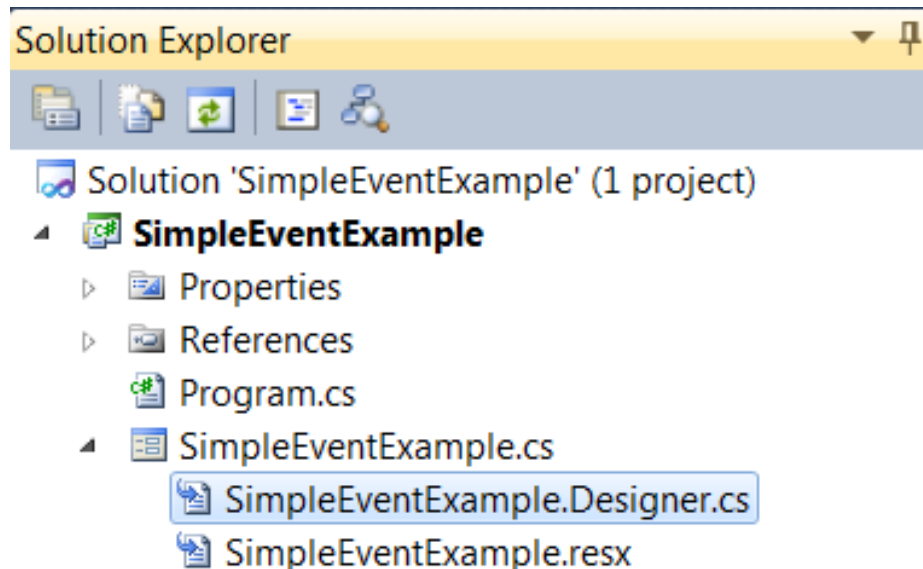 Solution Explorer
Solution 'SimpleEventExample' (1 project)
C# SimpleEventExample
Properties
References
C# Program.cs
SimpleEventExample.cs
SimpleEventExample.Designer.cs
SimpleEventExample.resx